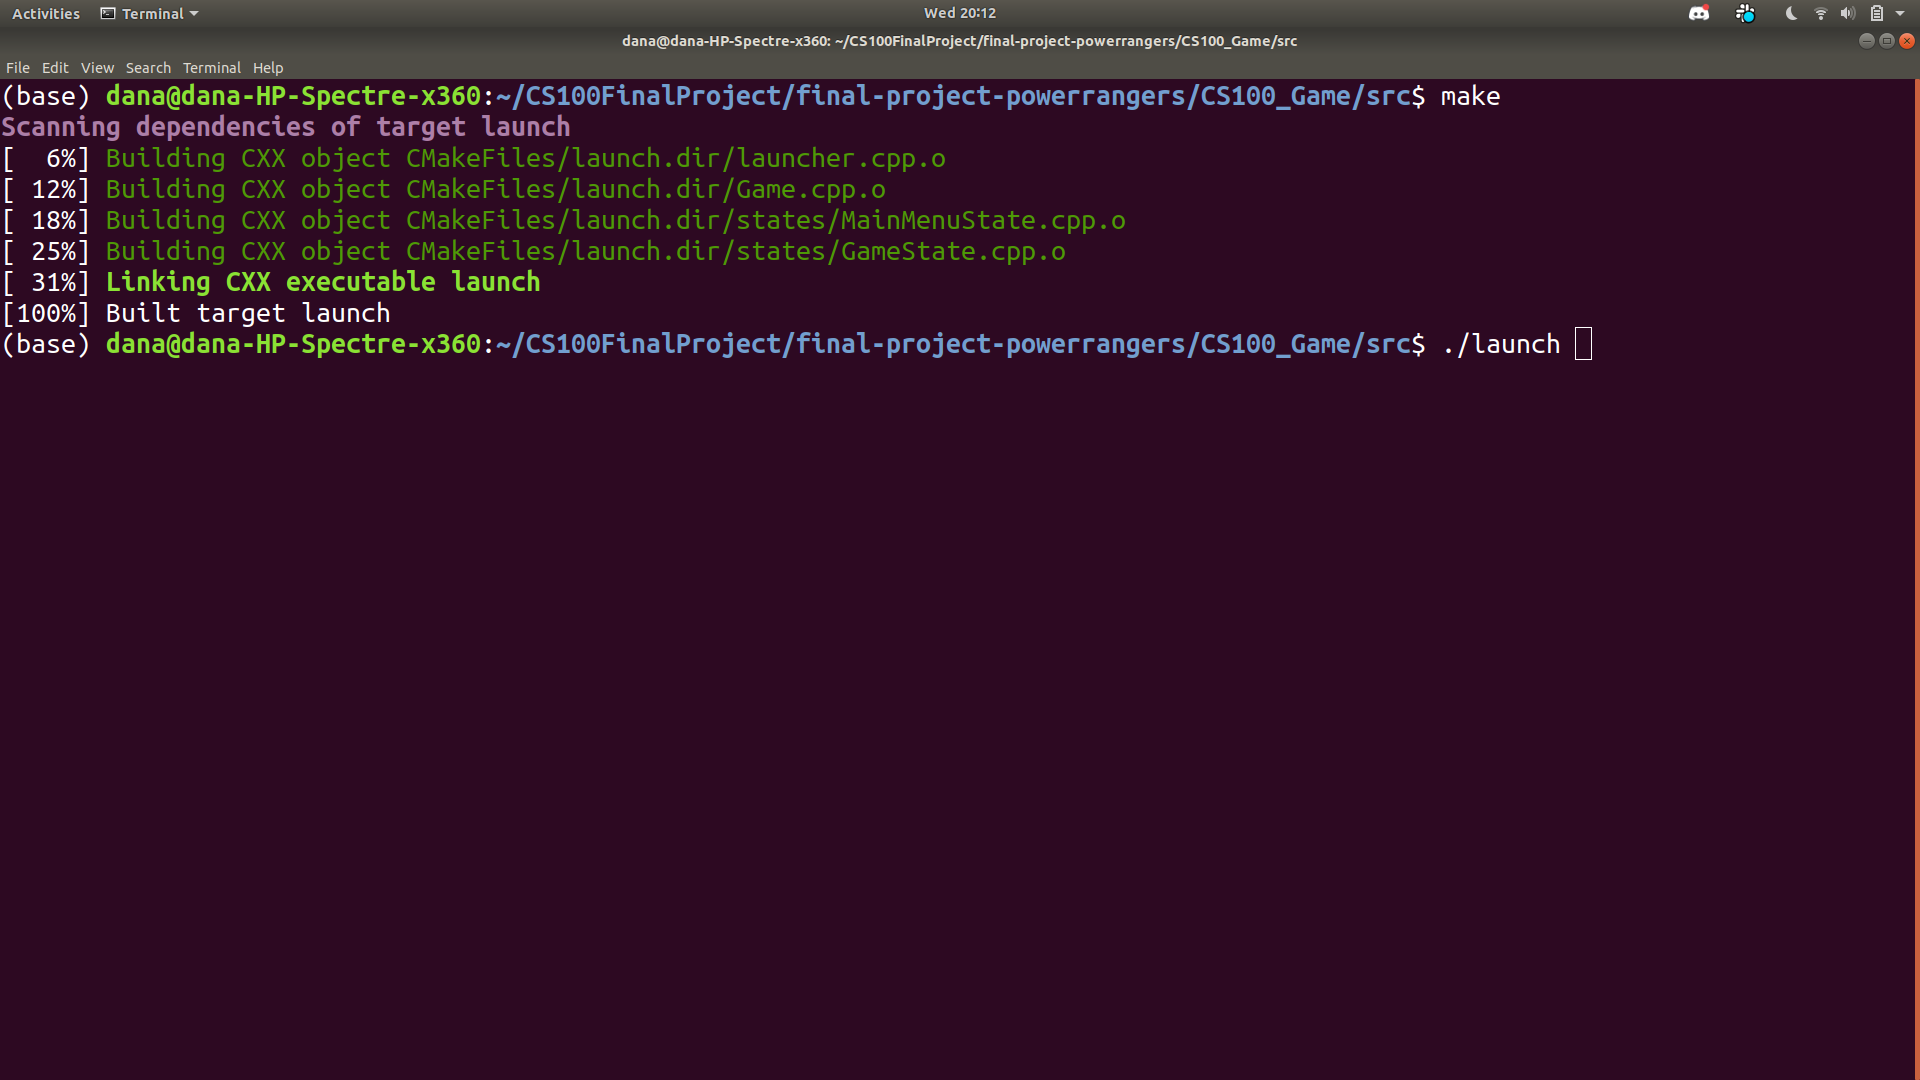 Activities Terminal Wed 20:12
dana@dana-HP-Spectre-x360: ~/CS100FinalProject/final-project-powerrangers/CS100_Game/src
File Edit View Search Terminal Help
(base) dana@dana-HP-Spectre-x360:~/CS100FinalProject/final-project-powerrangers/CS100_Game/src$ make
Scanning dependencies of target launch
[  6%] Building CXX object CMakeFiles/launch.dir/launcher.cpp.o
[ 12%] Building CXX object CMakeFiles/launch.dir/Game.cpp.o
[ 18%] Building CXX object CMakeFiles/launch.dir/states/MainMenuState.cpp.o
[ 25%] Building CXX object CMakeFiles/launch.dir/states/GameState.cpp.o
[ 31%] Linking CXX executable launch
[100%] Built target launch
(base) dana@dana-HP-Spectre-x360:~/CS100FinalProject/final-project-powerrangers/CS100_Game/src$ ./launch